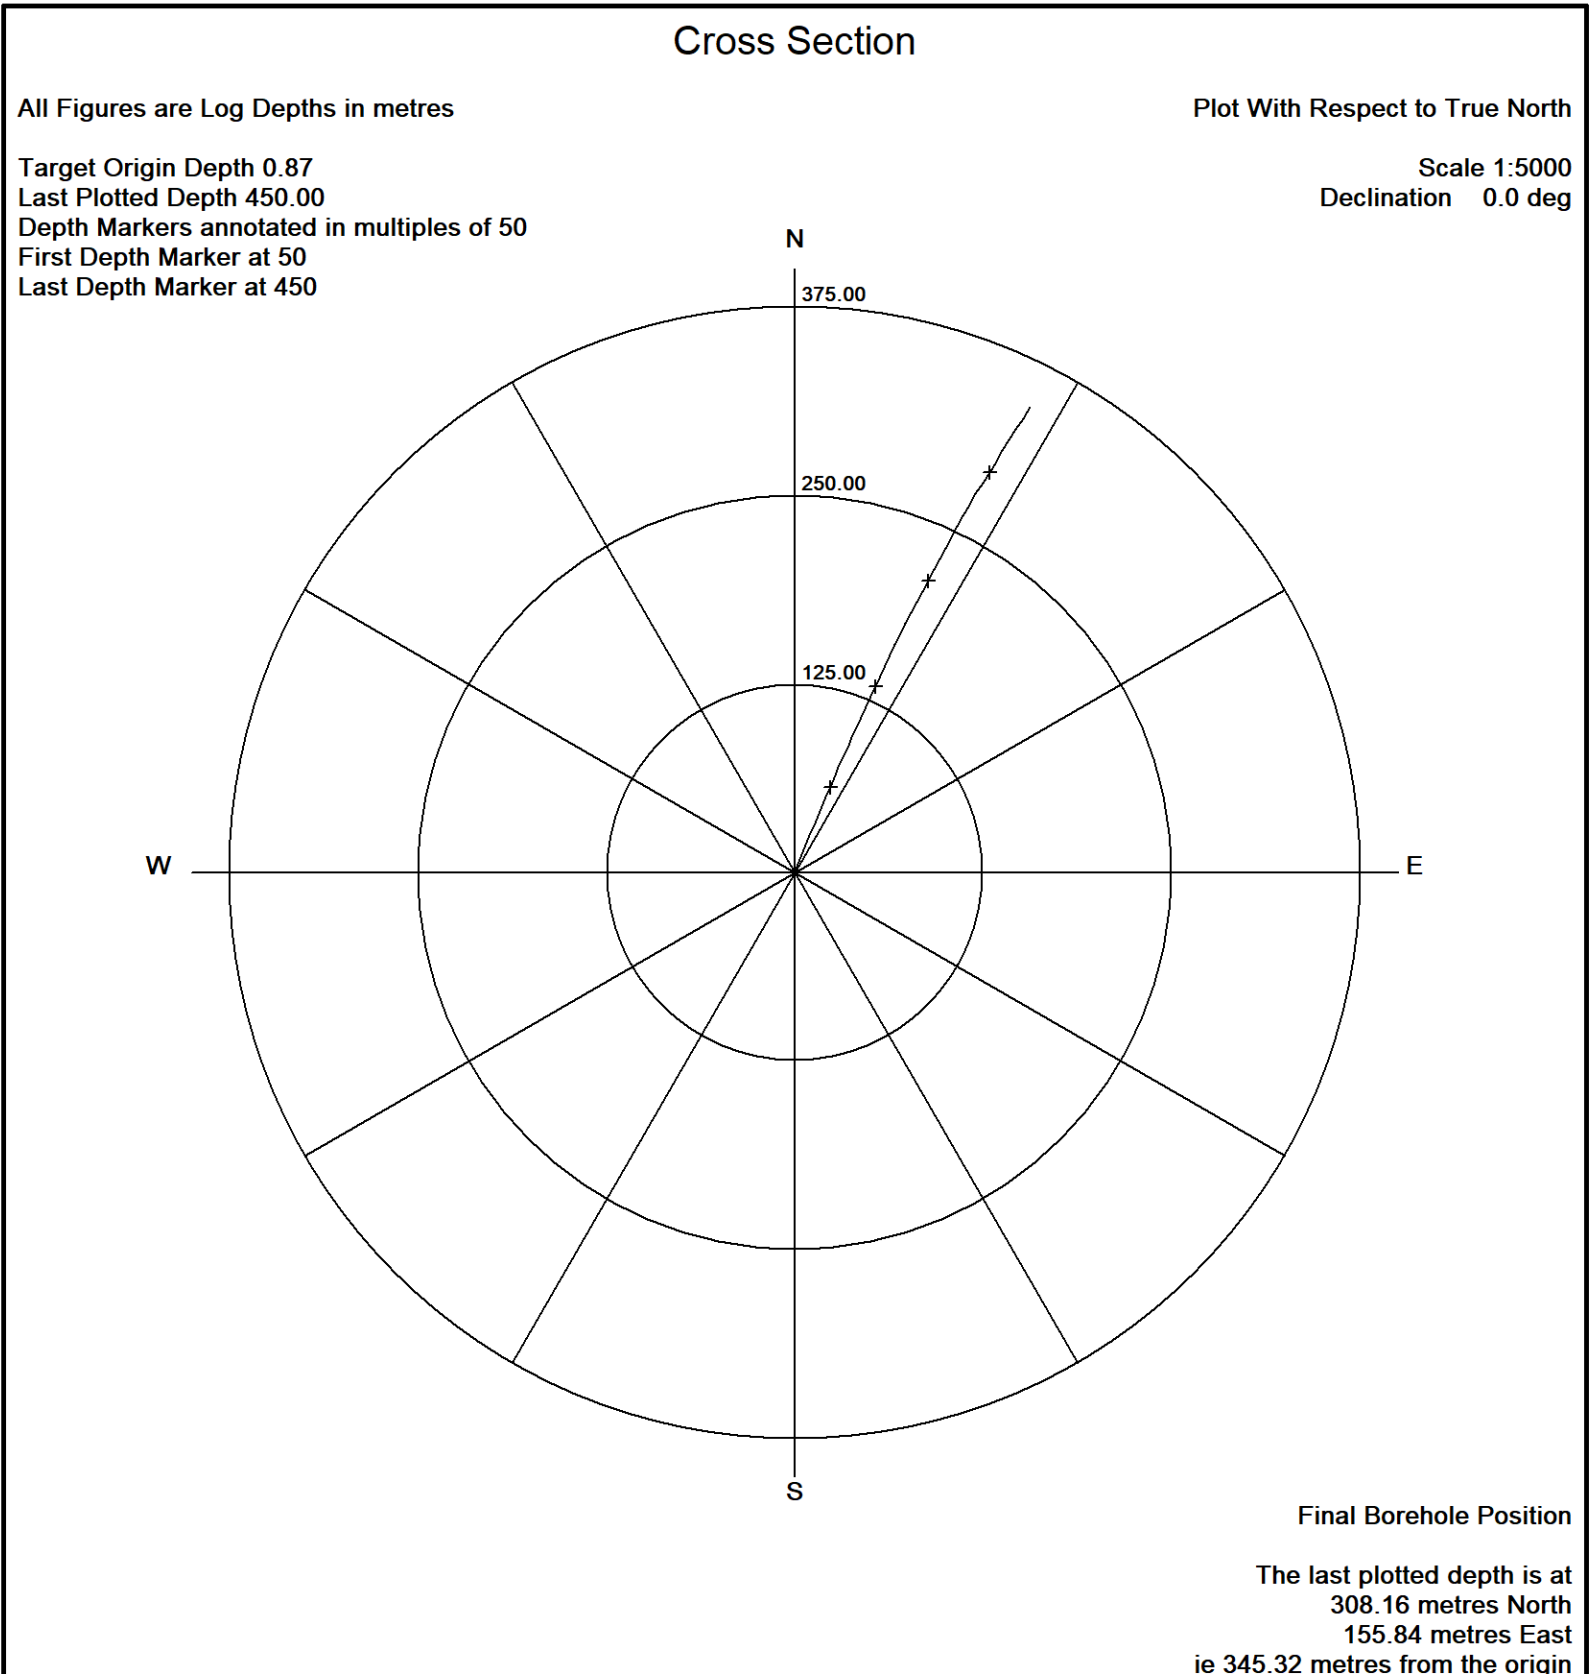 Cross Section
All Figures are Log Depths in metres
Plot With Respect to True North
Target Origin Depth 0.87
Last Plotted Depth 450.00
Depth Markers annotated in multiples of 50
First Depth Marker at 50
Last Depth Marker at 450
Scale 1:5000
Declination 0.0 deg
N
375.00
250.00
125.00
W
E
S
Final Borehole Position
The last plotted depth is at
308.16 metres North
155.84 metres East
ie 345.32 metres from the origin